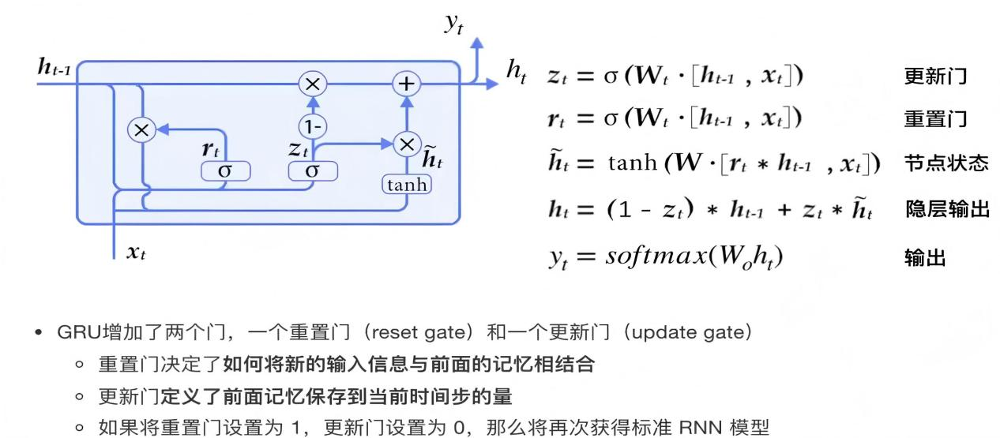 y_t
h_{t-1}
h_t
×
+
1-
×
r_t
z_t
×
h̃_t
σ
σ
tanh
x_t
z_t = σ(W_t · [h_{t-1} , x_t]) 更新门
r_t = σ(W_t · [h_{t-1} , x_t]) 重置门
h̃_t = tanh (W · [r_t * h_{t-1} , x_t]) 节点状态
h_t = (1 - z_t) * h_{t-1} + z_t * h̃_t 隐层输出
y_t = softmax(W_o h_t) 输出
• GRU增加了两个门，一个重置门（reset gate）和一个更新门（update gate）
◦ 重置门决定了如何将新的输入信息与前面的记忆相结合
◦ 更新门定义了前面记忆保存到当前时间步的量
◦ 如果将重置门设置为 1，更新门设置为 0，那么将再次获得标准 RNN 模型